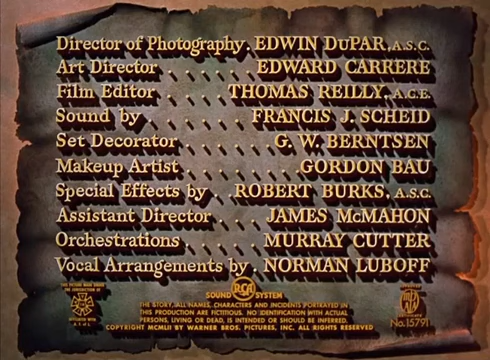 Director of Photography. EDWIN DuPAR, A.S.C.
Art Director . . . . . EDWARD CARRERE
Film Editor . . . . THOMAS REILLY, A.C.E.
Sound by . . . . . FRANCIS J. SCHEID
Set Decorator . . . . . G. W. BERNTSEN
Makeup Artist . . . . . GORDON BAU
Special Effects by . ROBERT BURKS, A.S.C.
Assistant Director . . JAMES McMAHON
Orchestrations . . . . MURRAY CUTTER
Vocal Arrangements by . NORMAN LUBOFF
SOUND RCA SYSTEM
THE STORY, ALL NAMES, CHARACTERS AND INCIDENTS PORTRAYED IN
THIS PRODUCTION ARE FICTITIOUS. NO IDENTIFICATION WITH ACTUAL
PERSONS, LIVING OR DEAD, IS INTENDED OR SHOULD BE INFERRED.
COPYRIGHT MCMLII BY WARNER BROS. PICTURES, INC. ALL RIGHTS RESERVED
No. 15791